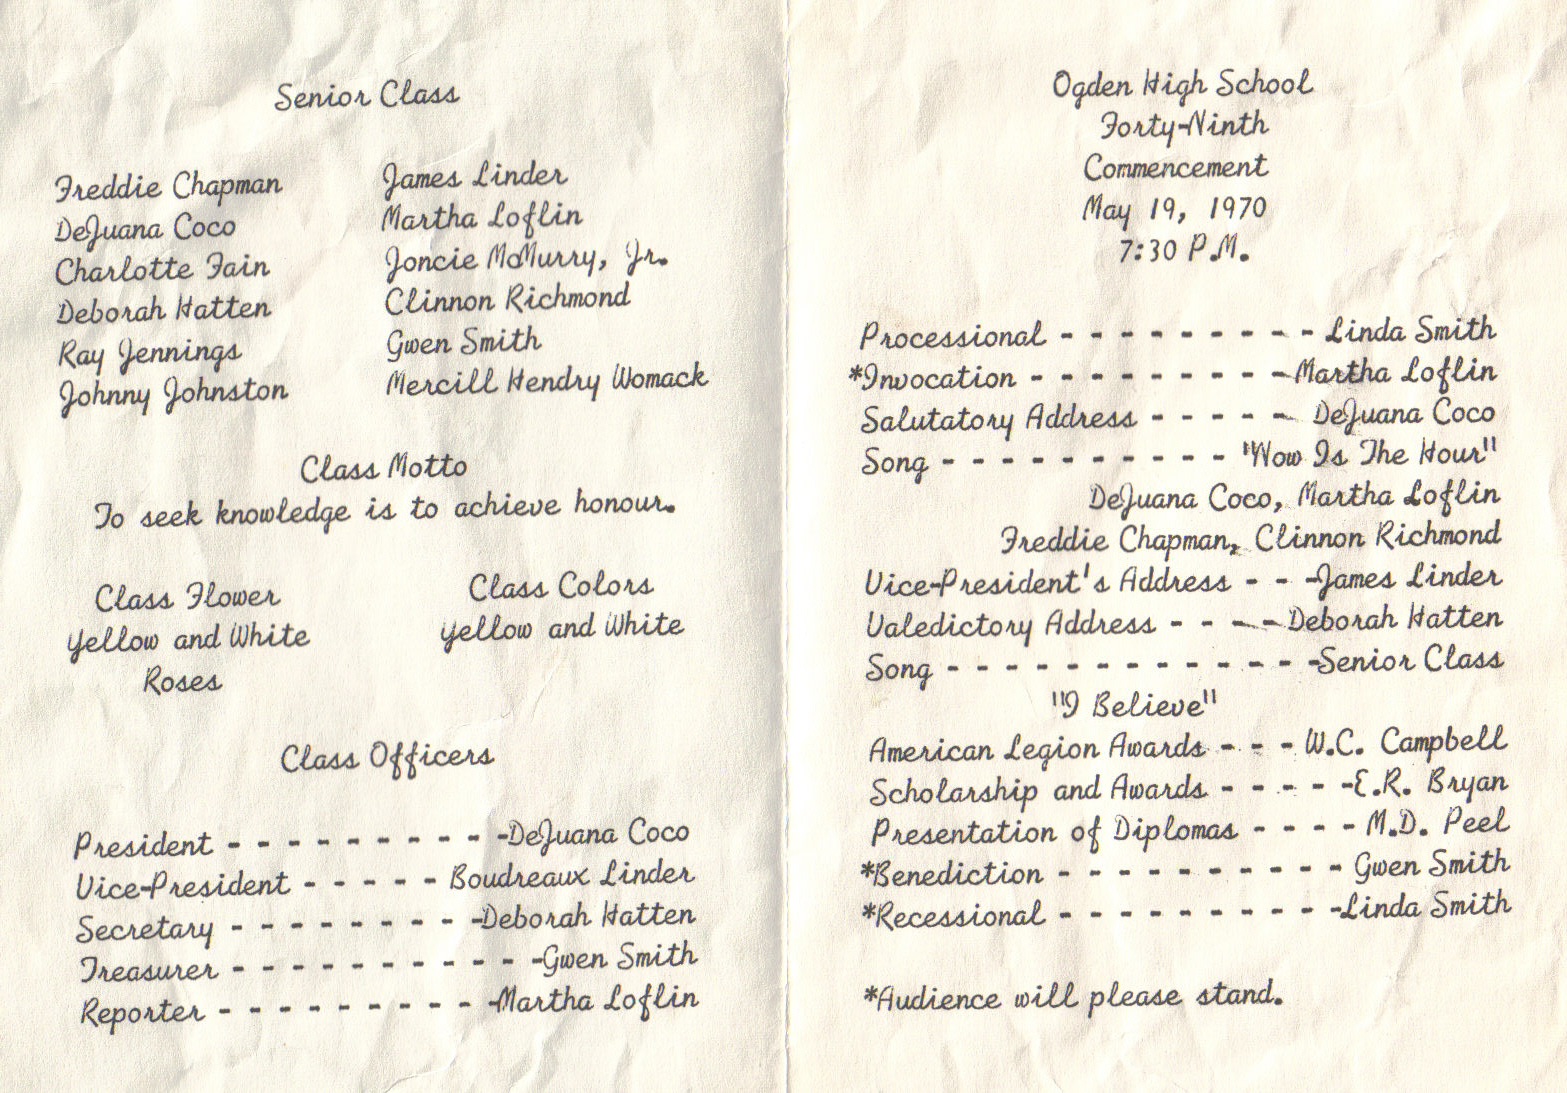 Senior Class
Freddie Chapman
DeJuana Coco
Charlotte Fain
Deborah Hatten
Ray Jennings
Johnny Johnston
James Linder
Martha Loflin
Joncie McMurry, Jr.
Clinnon Richmond
Gwen Smith
Mercill Hendry Womack
Class Motto
To seek knowledge is to achieve honour.
Class Flower
Yellow and White
Roses
Class Colors
Yellow and White
Class Officers
President - - - - - - - - - -DeJuana Coco
Vice-President - - - - - Boudreaux Linder
Secretary - - - - - - - - -Deborah Hatten
Treasurer - - - - - - - - - - -Gwen Smith
Reporter - - - - - - - - - -Martha Loflin
Ogden High School
Forty-Ninth
Commencement
May 19, 1970
7:30 P.M.
Processional - - - - - - - - - Linda Smith
*Invocation - - - - - - - - - -Martha Loflin
Salutatory Address - - - - - DeJuana Coco
Song - - - - - - - - - - "Now Is The Hour"
DeJuana Coco, Martha Loflin
Freddie Chapman, Clinnon Richmond
Vice-President's Address - - -James Linder
Valedictory Address - - - - -Deborah Hatten
Song - - - - - - - - - - - - -Senior Class
"I Believe"
American Legion Awards - - - W.C. Campbell
Scholarship and Awards - - - - -E.R. Bryan
Presentation of Diplomas - - - - M.D. Peel
*Benediction - - - - - - - - - - Gwen Smith
*Recessional - - - - - - - - - -Linda Smith
*Audience will please stand.